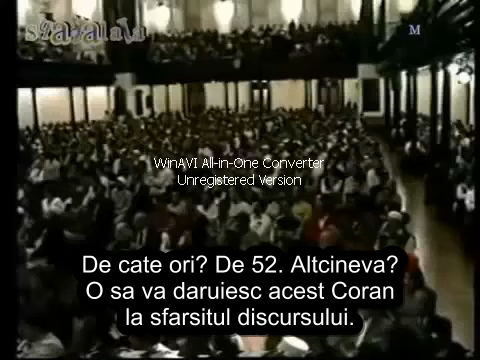 M
WinAVI All-in-One Converter
Unregistered Version
De cate ori? De 52. Altcineva?
O sa va daruiesc acest Coran
la sfarsitul discursului.